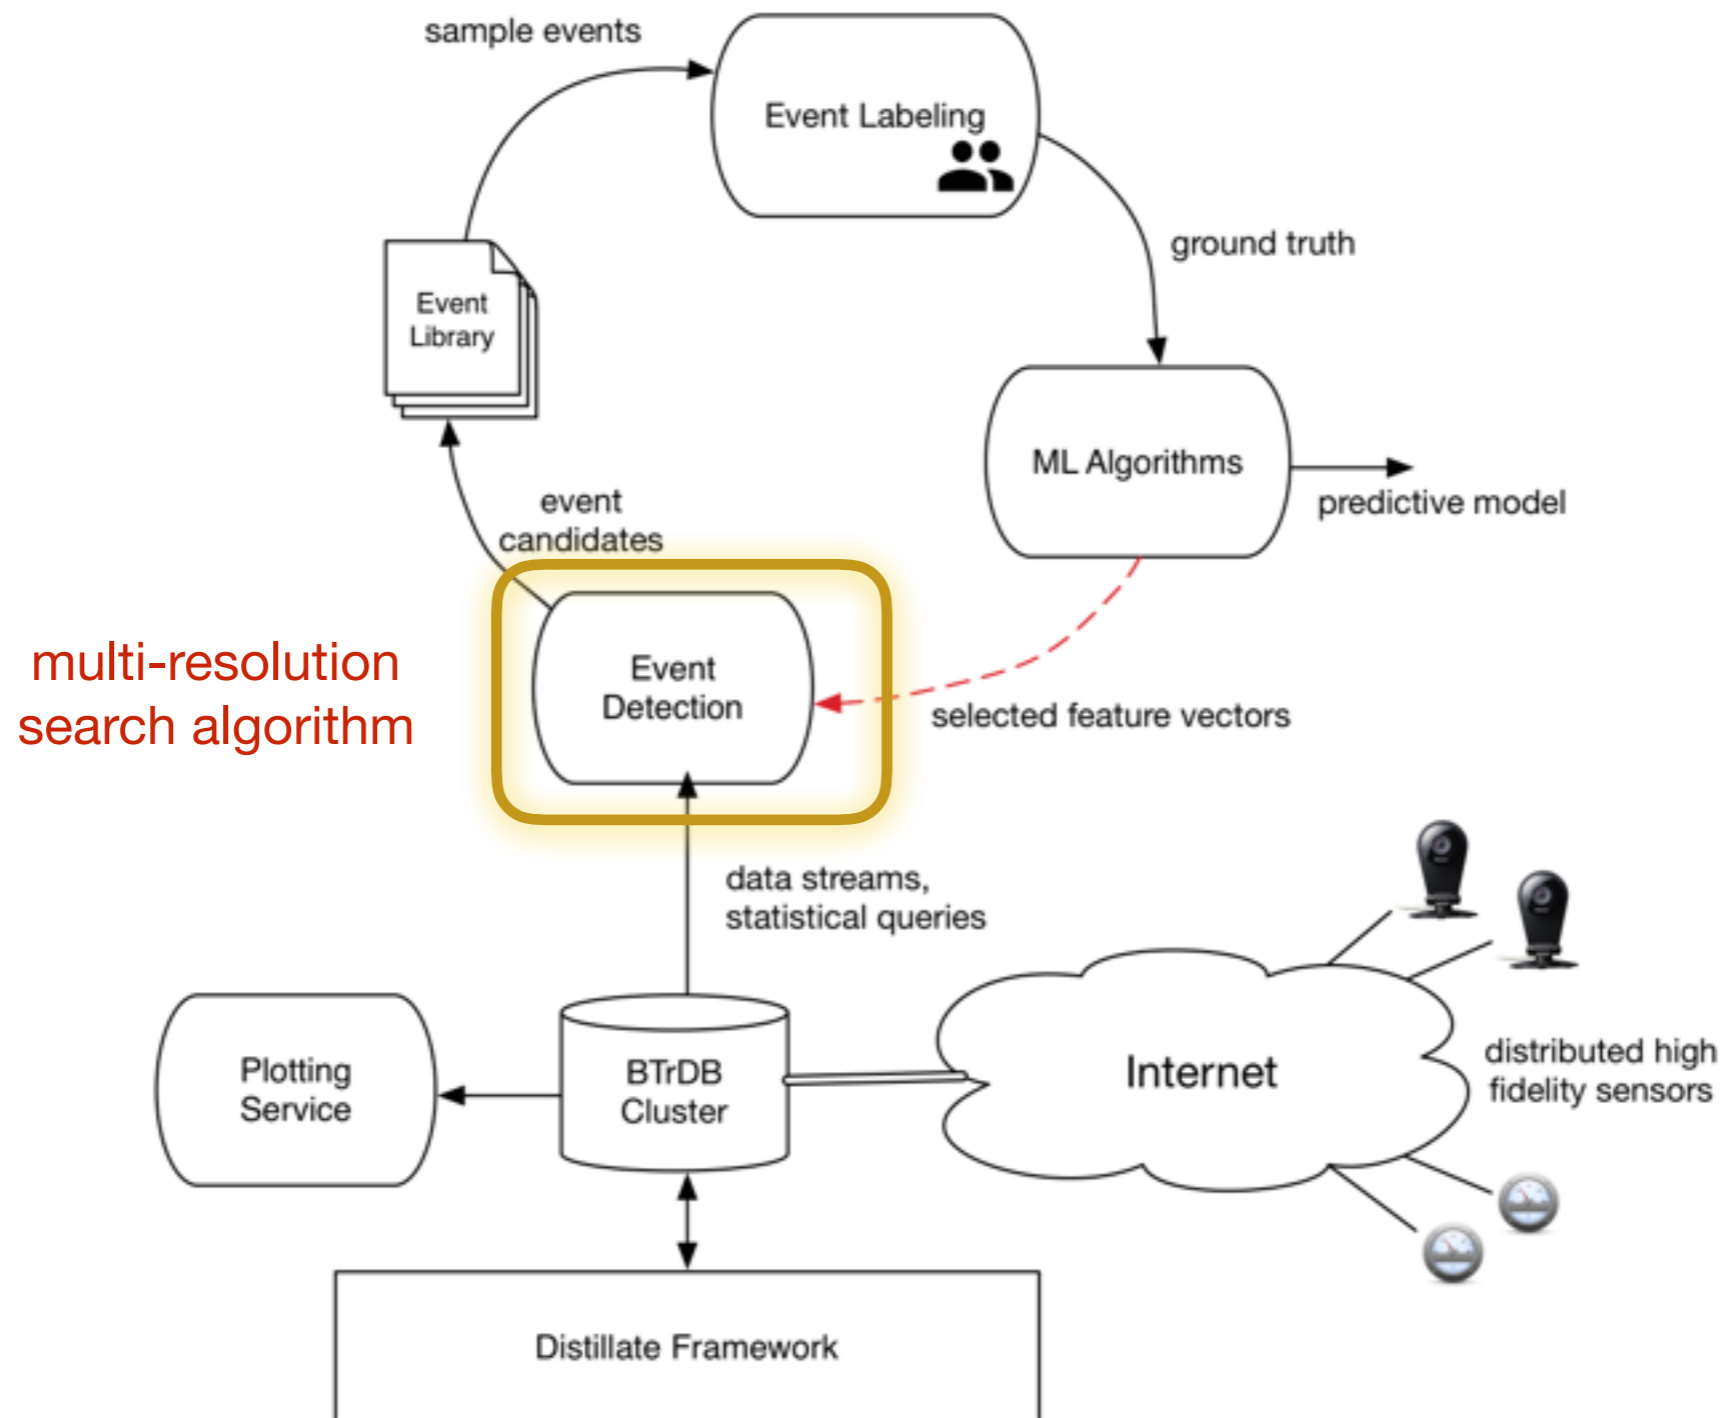 sample events
Event Labeling
ground truth
Event
Library
ML Algorithms
predictive model
event
candidates
multi-resolution
search algorithm
Event
Detection
selected feature vectors
data streams,
statistical queries
Plotting
Service
BTrDB
Cluster
Internet
distributed high
fidelity sensors
Distillate Framework